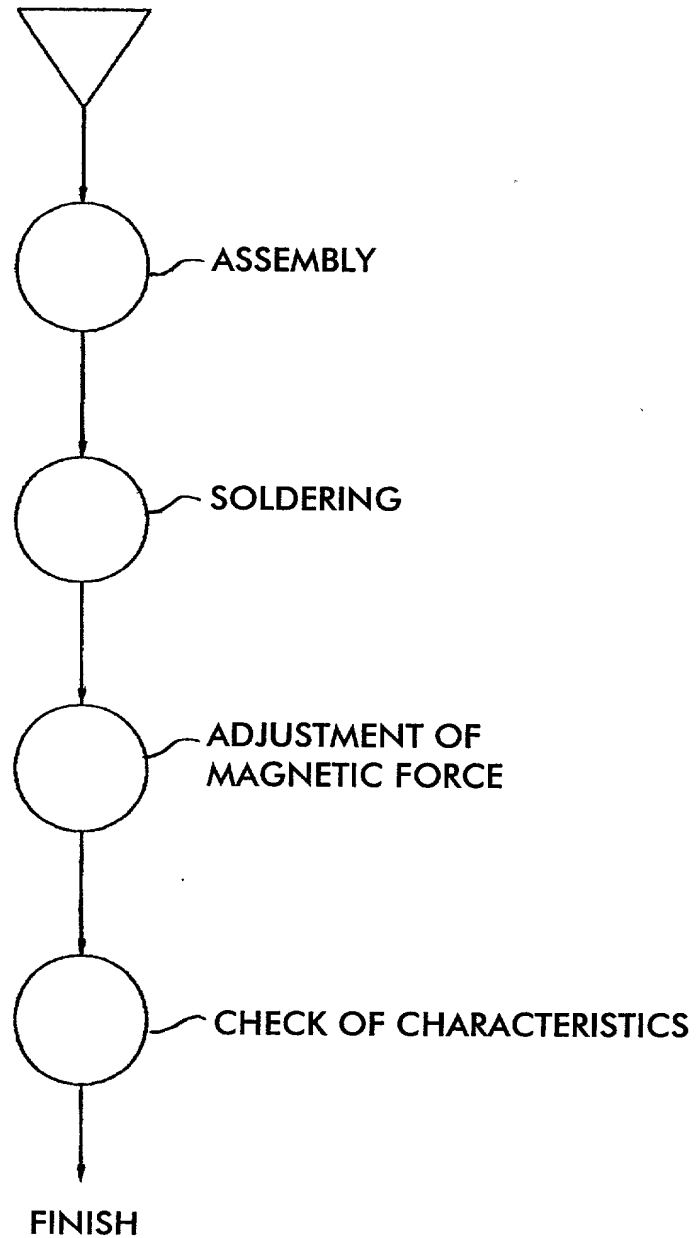 ASSEMBLY
SOLDERING
ADJUSTMENT OF
MAGNETIC FORCE
CHECK OF CHARACTERISTICS
FINISH